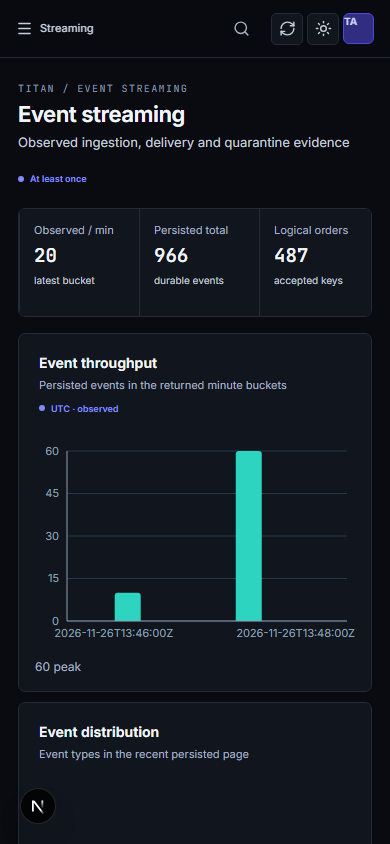 Streaming
TA
TITAN / EVENT STREAMING
Event streaming
Observed ingestion, delivery and quarantine evidence
At least once
Observed / min
20
latest bucket
Persisted total
966
durable events
Logical orders
487
accepted keys
Event throughput
Persisted events in the returned minute buckets
UTC · observed
60
45
30
15
0
2026-11-26T13:46:00Z 2026-11-26T13:48:00Z
60 peak
Event distribution
Event types in the recent persisted page
N